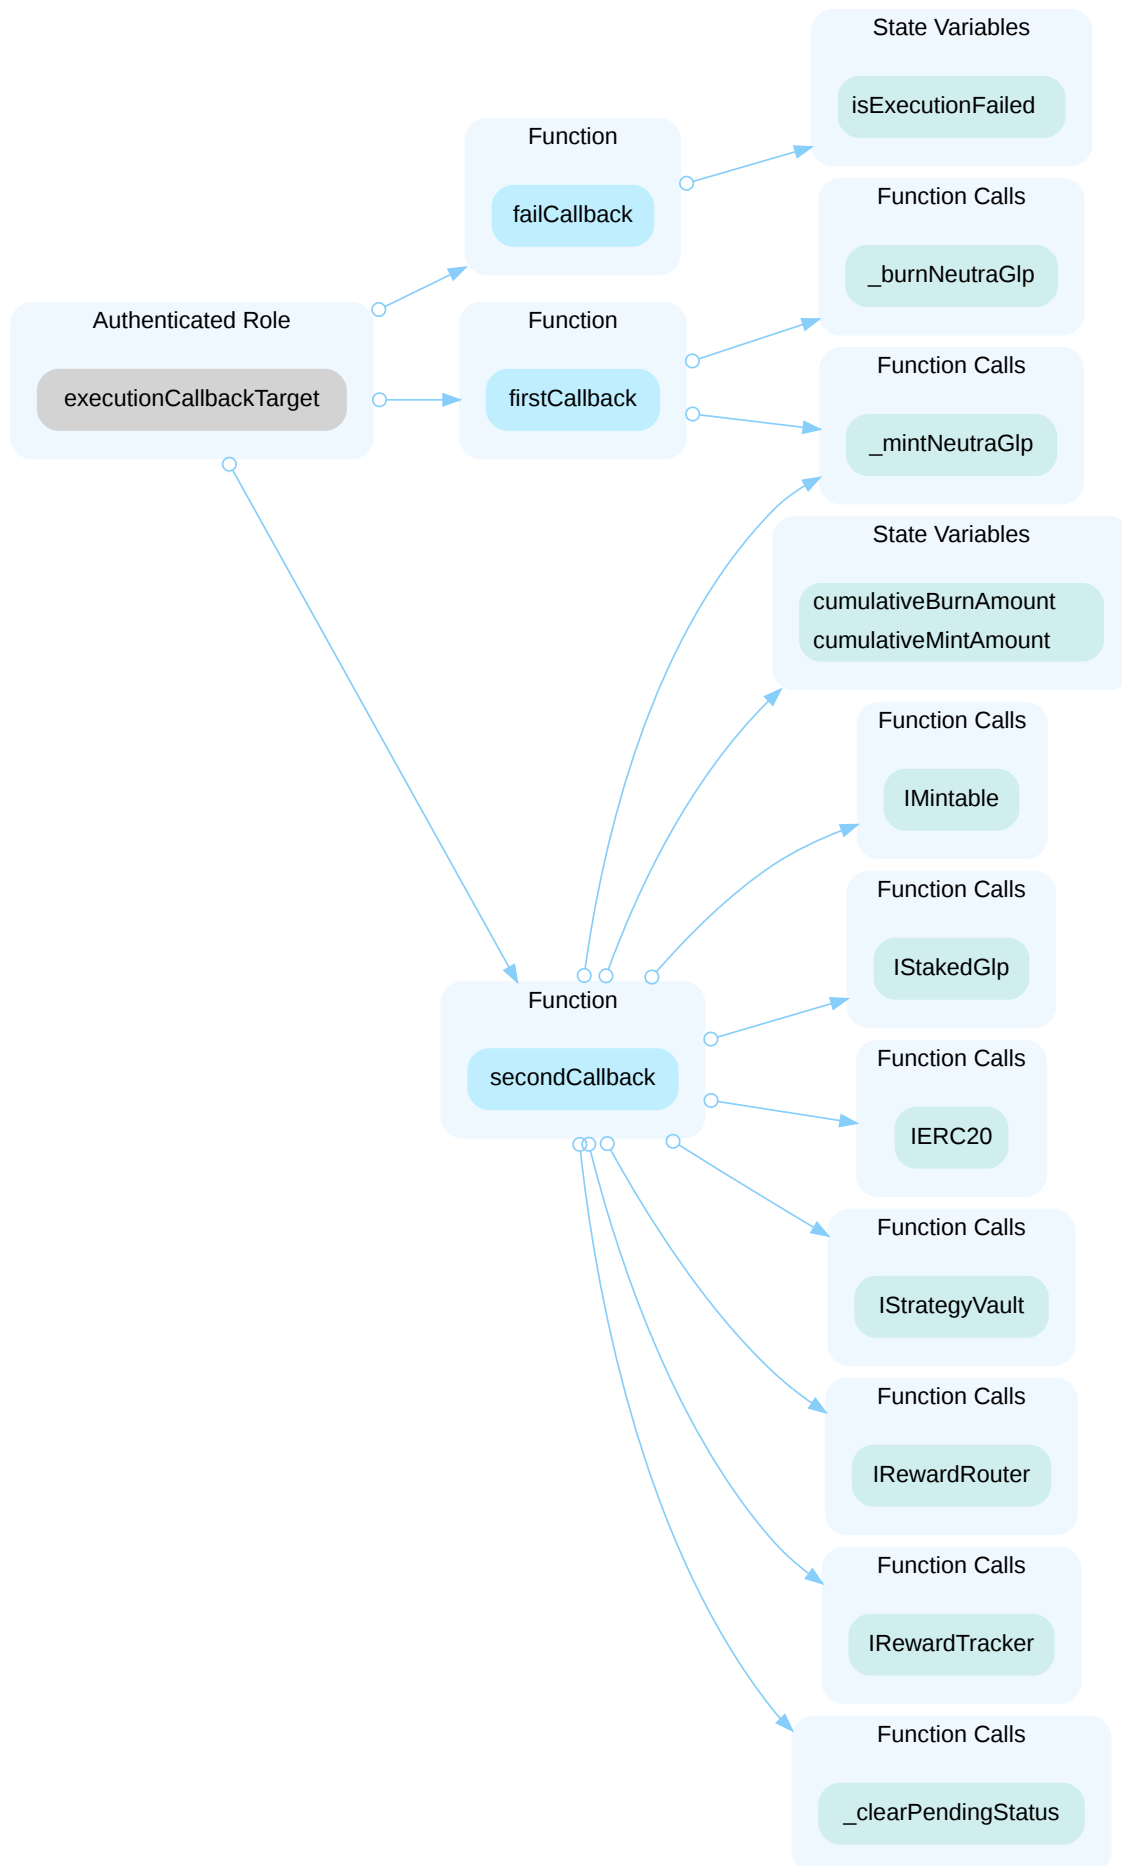 State Variables
isExecutionFailed
Function
failCallback
Function Calls
_burnNeutraGlp
Authenticated Role
executionCallbackTarget
Function
firstCallback
Function Calls
_mintNeutraGlp
State Variables
cumulativeBurnAmount
cumulativeMintAmount
Function Calls
IMintable
Function Calls
IStakedGlp
Function
secondCallback
Function Calls
IERC20
Function Calls
IStrategyVault
Function Calls
IRewardRouter
Function Calls
IRewardTracker
Function Calls
_clearPendingStatus